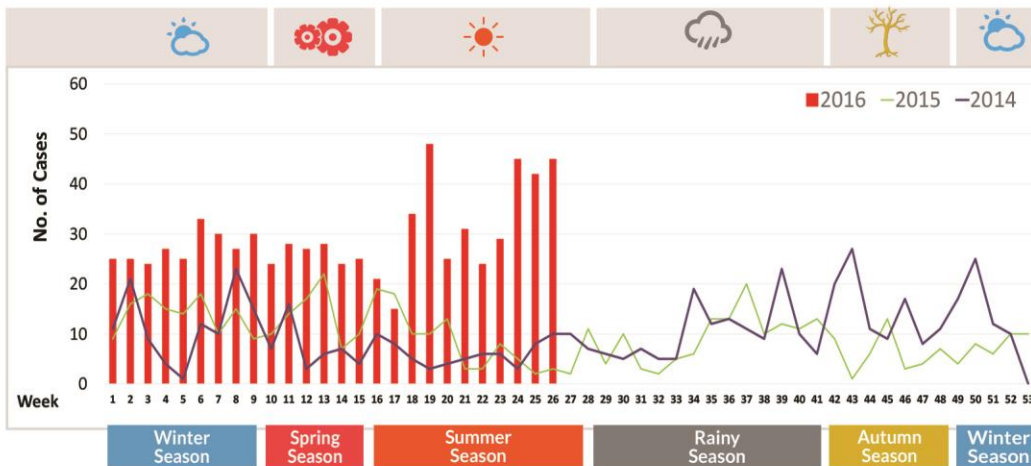 60
2016 2015 2014
50
40
30
20
10
0
No. of Cases
Week
1 2 3 4 5 6 7 8 9 10 11 12 13 14 15 16 17 18 19 20 21 22 23 24 25 26 27 28 29 30 31 32 33 34 35 36 37 38 39 40 41 42 43 44 45 46 47 48 49 50 51 52 53
Winter
Season
Spring
Season
Summer
Season
Rainy
Season
Autumn
Season
Winter
Season